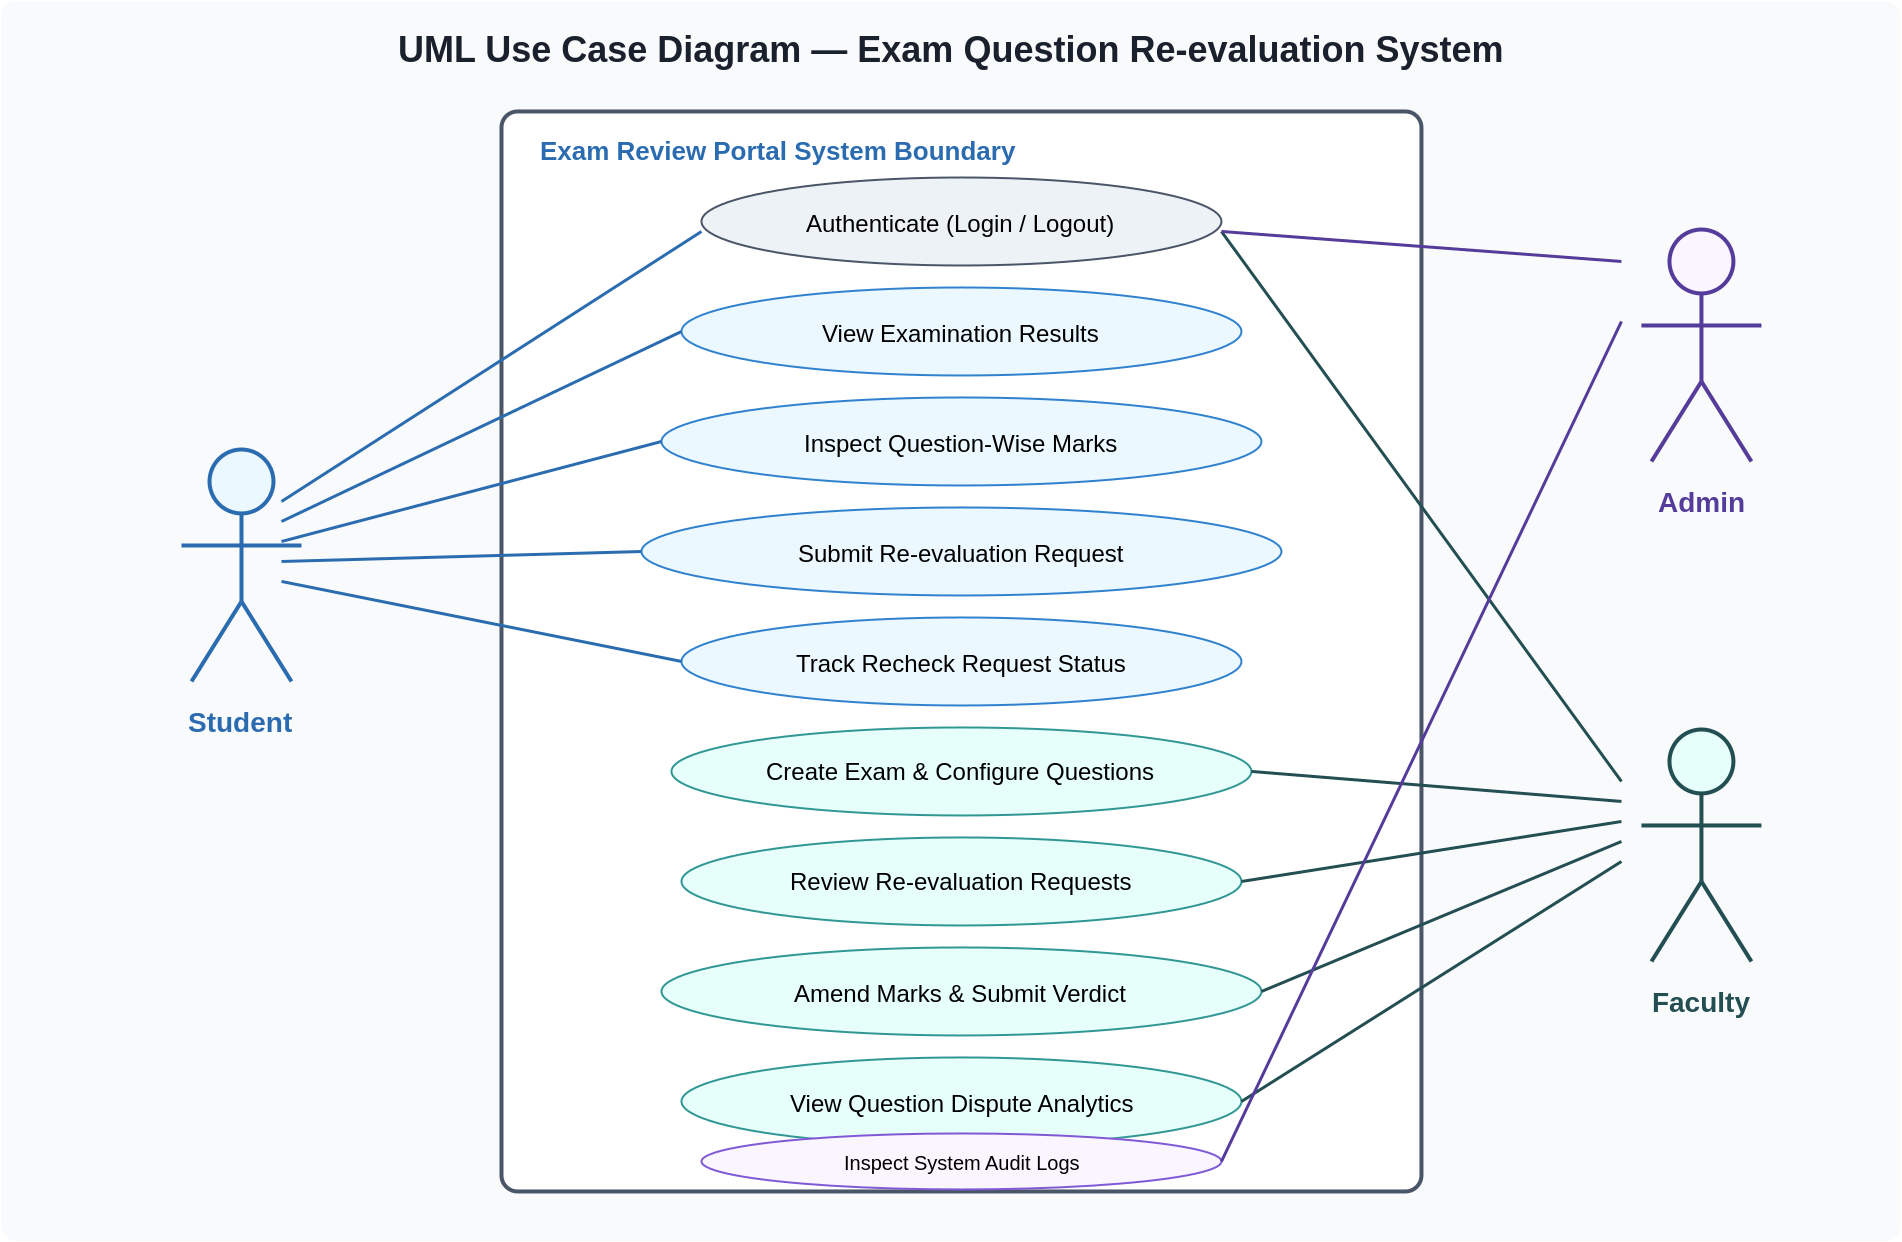 UML Use Case Diagram — Exam Question Re-evaluation System
Exam Review Portal System Boundary
Authenticate (Login / Logout)
View Examination Results
Inspect Question-Wise Marks
Submit Re-evaluation Request
Track Recheck Request Status
Create Exam & Configure Questions
Review Re-evaluation Requests
Amend Marks & Submit Verdict
View Question Dispute Analytics
Inspect System Audit Logs
Student
Admin
Faculty